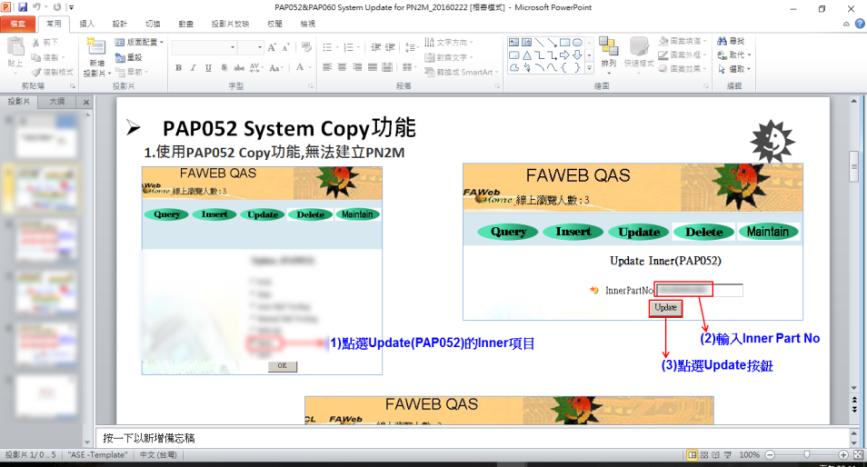 PAP052&PAP060 System Update for PN2M_20160222 [相容模式] - Microsoft PowerPoint
檔案 常用 插入 設計 切換 動畫 投影片放映 校閱 檢視
貼上 剪下 複製 複製格式 剪貼簿
新增投影片 版面配置 重設 章節 投影片
B I U S abc AV Aa A 字型
文字方向 對齊文字 轉換成 SmartArt 段落
排列 快速樣式 圖案填滿 圖案外框 圖案效果 繪圖
尋找 取代 選取 編輯
投影片 大綱
PAP052 System Copy功能
1.使用PAP052 Copy功能,無法建立PN2M
FAWEB QAS
FAWeb Home 線上瀏覽人數 : 3
Query Insert Update Delete Maintain
OK
1)點選Update(PAP052)的Inner項目
FAWEB QAS
FAWeb Home 線上瀏覽人數 : 3
Query Insert Update Delete Maintain
Update Inner(PAP052)
InnerPartNo
Update
(2)輸入Inner Part No
(3)點選Update按鈕
FAWEB QAS
CL FAWeb
按一下以新增備忘稿
投影片 1/0 .. 5 "ASE -Template" 中文 (台灣) 100%